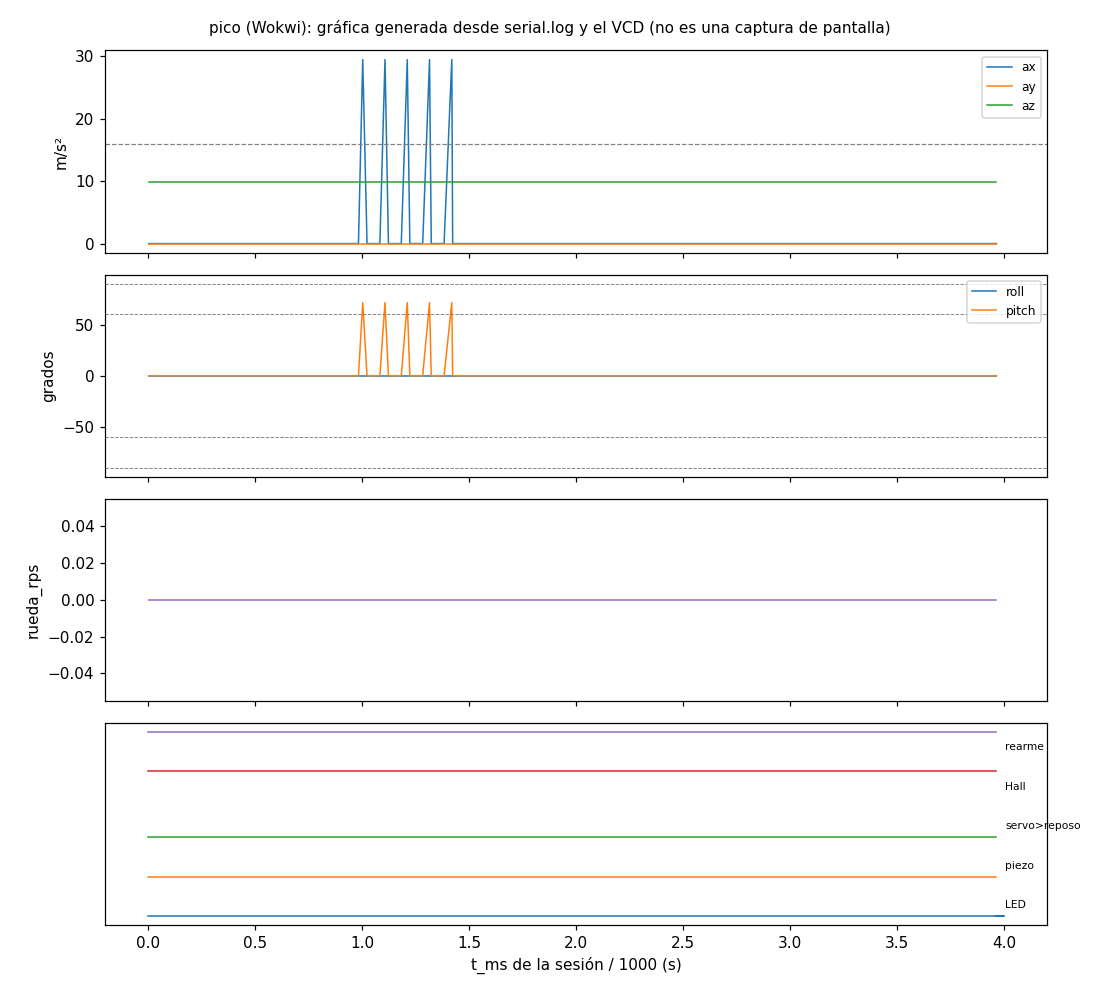 pico (Wokwi): gráfica generada desde serial.log y el VCD (no es una captura de pantalla)
30
20
10
0
m/s²
ax
ay
az
50
0
−50
grados
roll
pitch
0.04
0.02
0.00
−0.02
−0.04
rueda_rps
rearme
Hall
servo>reposo
piezo
LED
0.0 0.5 1.0 1.5 2.0 2.5 3.0 3.5 4.0
t_ms de la sesión / 1000 (s)